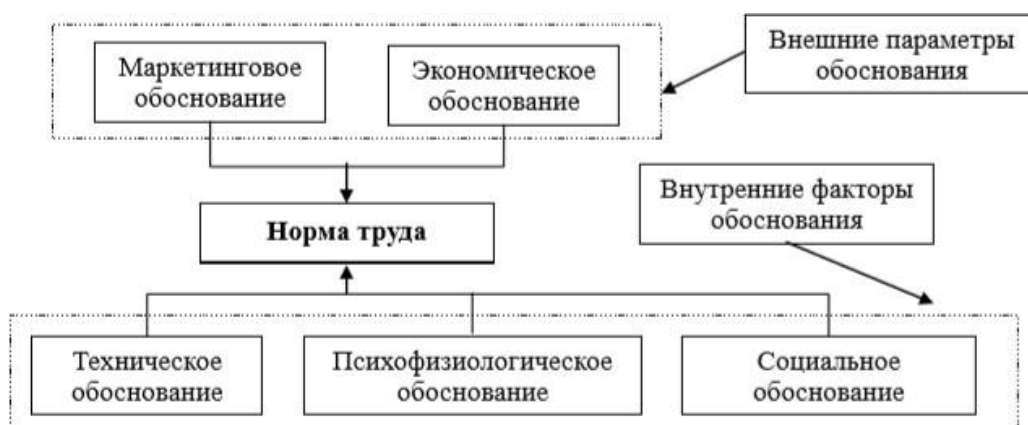 Маркетинговое
обоснование
Экономическое
обоснование
Внешние параметры
обоснования
Внутренние факторы
обоснования
Норма труда
Техническое
обоснование
Психофизиологическое
обоснование
Социальное
обоснование